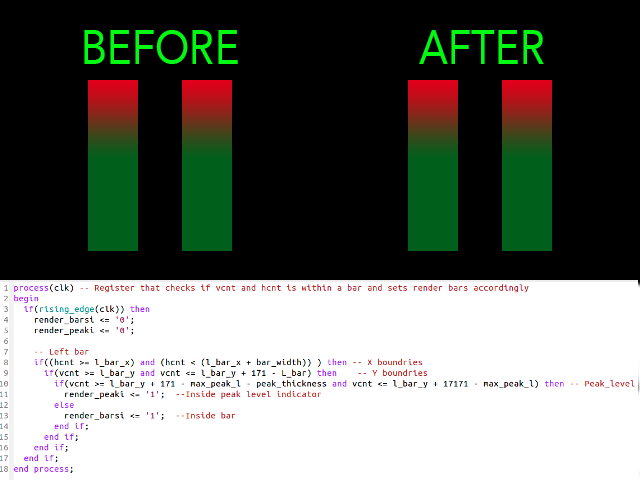 BEFORE AFTER
1 process(clk) -- Register that checks if vcnt and hcnt is within a bar and sets render bars accordingly
2 begin
3 if(rising_edge(clk)) then
4 render_barsi <= '0';
5 render_peaki <= '0';
6
7 -- Left bar
8 if((hcnt >= l_bar_x) and (hcnt < (l_bar_x + bar_width)) ) then -- X boundries
9 if(vcnt >= l_bar_y and vcnt <= l_bar_y + 171 - L_bar) then -- Y boundries
10 if(vcnt >= l_bar_y + 171 - max_peak_l - peak_thickness and vcnt <= l_bar_y + 17171 - max_peak_l) then -- Peak_level
11 render_peaki <= '1'; --Inside peak level indicator
12 else
13 render_barsi <= '1'; --Inside bar
14 end if;
15 end if;
16 end if;
17 end if;
18 end process;